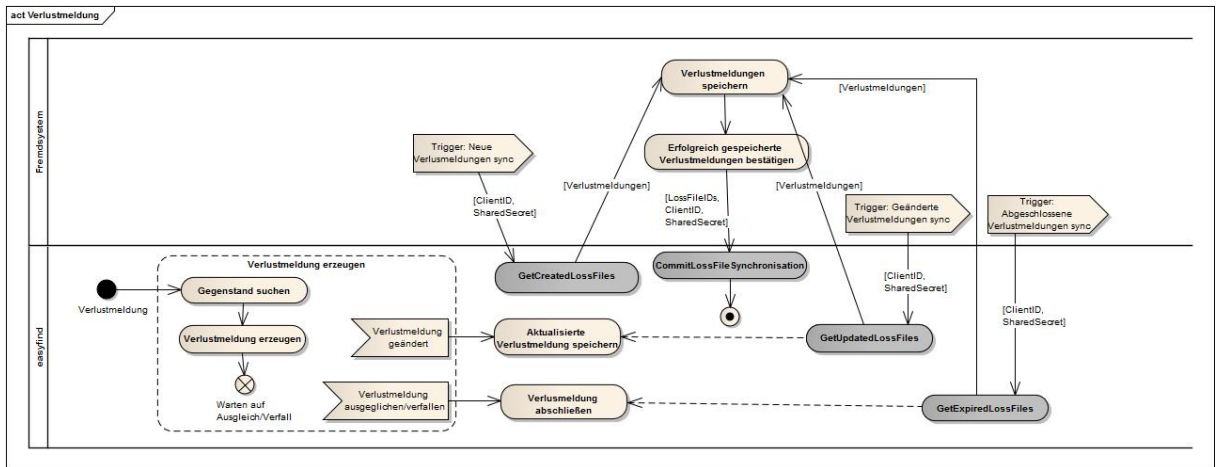 act Verlustmeldung
Fremdsystem
Verlustmeldungen
speichern
[Verlustmeldungen]
Trigger: Neue
Verlusmeldungen sync
Erfolgreich gespeicherte
Verlustmeldungen bestätigen
[Verlustmeldungen]
[Verlustmeldungen]
[ClientID,
SharedSecret]
[LossFileIDs,
ClientID,
SharedSecret]
Trigger: Geänderte
Verlustmeldungen sync
Trigger:
Abgeschlossene
Verlustmeldungen sync
easyfind
Verlustmeldung erzeugen
GetCreatedLossFiles
CommitLossFileSynchronisation
[ClientID,
SharedSecret]
Verlustmeldung
Gegenstand suchen
[ClientID,
SharedSecret]
Verlustmeldung erzeugen
Verlustmeldung
geändert
Aktualisierte
Verlustmeldung speichern
GetUpdatedLossFiles
Warten auf
Ausgleich/Verfall
Verlustmeldung
ausgeglichen/verfallen
Verlusmeldung
abschließen
GetExpiredLossFiles